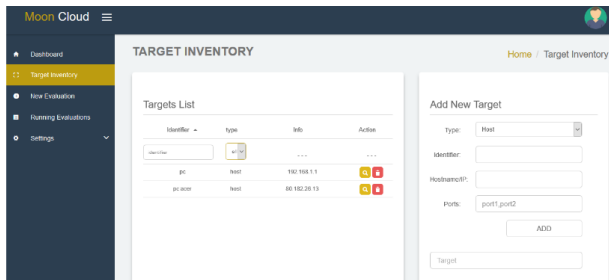 Moon Cloud
Dashboard
Target Inventory
New Evaluation
Running Evaluations
Settings
TARGET INVENTORY
Home / Target Inventory
Targets List
Identifier type Info Action
identifier all --- ---
pc host 192.168.1.1
pc-acer host 80.182.26.13
Add New Target
Type: Host
Identifier:
Hostname/IP:
Ports: port1,port2
ADD
Target